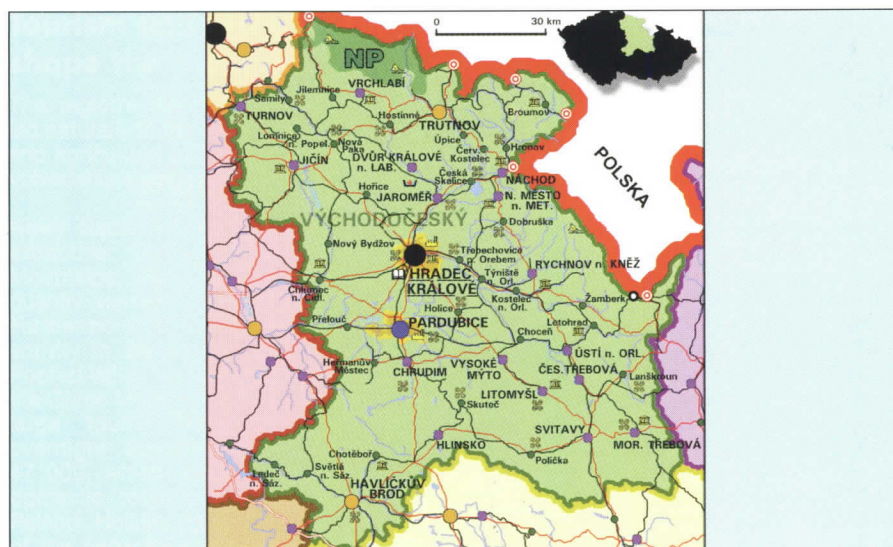 0 30 km
NP
VRCHLABÍ
Jilemnice
Semily
TURNOV
Hostinné
TRUTNOV
Broumov
Lomnice
n. Popel.
Nová
Paka
Úpice
Hronov
Červ.
Kostelec
DVŮR KRÁLOVÉ
n. LAB.
JIČÍN
Česká
Skalice
NÁCHOD
POLSKA
Hořice
JAROMĚŘ
N. MĚSTO
n. MET.
VÝCHODOČESKÝ
Dobruška
Nový Bydžov
Třebechovice
p. Orebem
RYCHNOV n. KNĚŽ
HRADEC
KRÁLOVÉ
Týniště
n. Orl.
Chlumec
n. Cidl.
Kostelec
n. Orl.
Žamberk
Holice
Přelouč
PARDUBICE
Letohrad
Choceň
ÚSTÍ n. ORL.
Heřmanův
Městec
CHRUDIM
VYSOKÉ
MÝTO
ČES. TŘEBOVÁ
Lanškroun
LITOMYŠL
Skuteč
SVITAVY
HLINSKO
MOR. TŘEBOVÁ
Chotěboř
Polička
Ledeč
n. Sáz.
Světlá
n. Sáz.
HAVLÍČKŮV
BROD